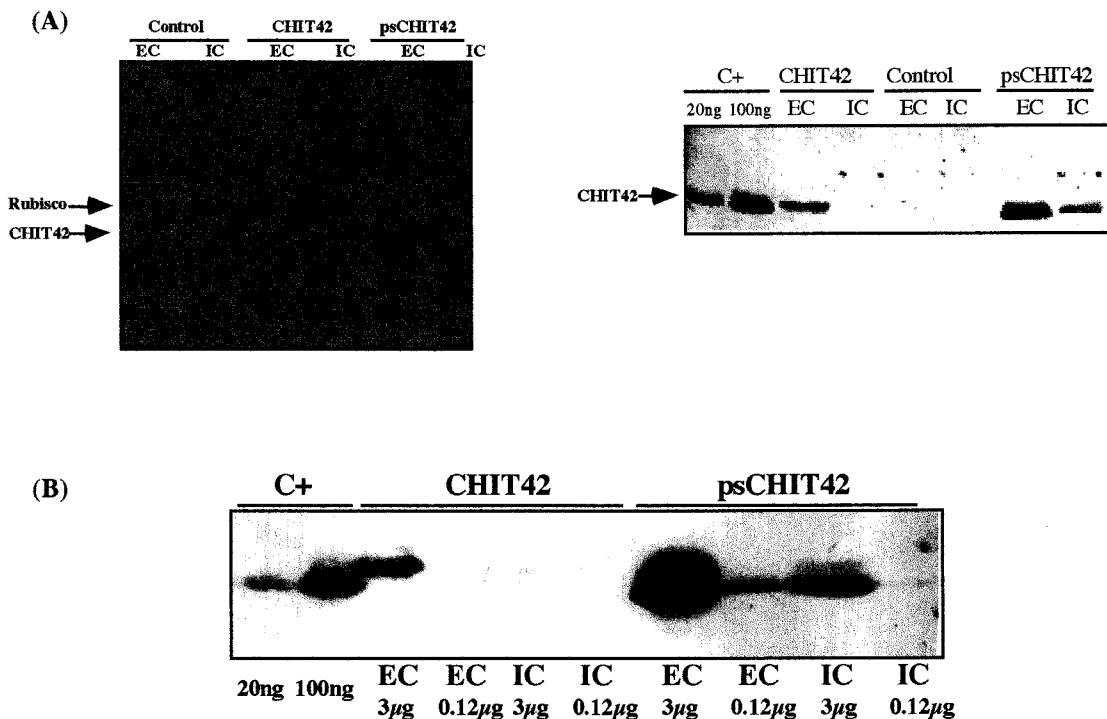 (A)
Control CHIT42 psCHIT42
EC IC EC IC EC IC
Rubisco
CHIT42
C+ CHIT42 Control psCHIT42
20ng 100ng EC IC EC IC EC IC
CHIT42
(B)
C+ CHIT42 psCHIT42
20ng 100ng EC EC IC IC EC EC IC IC
3µg 0.12µg 3µg 0.12µg 3µg 0.12µg 3µg 0.12µg